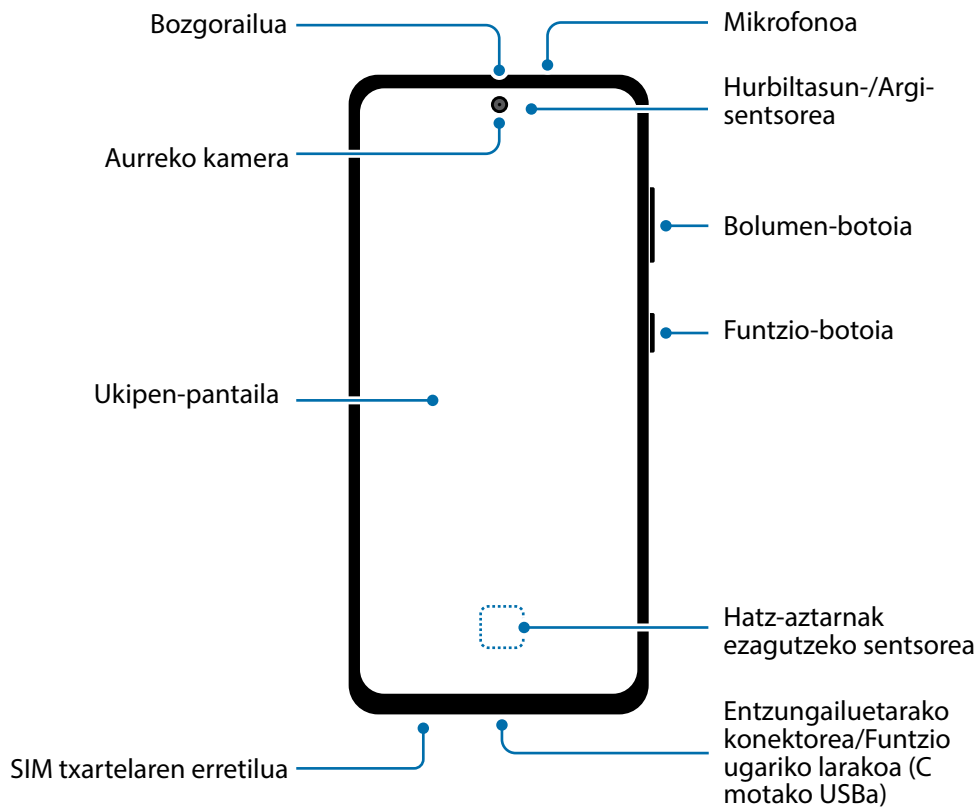 Bozgorailua
Mikrofonoa
Hurbiltasun-/Argi-
sentsorea
Aurreko kamera
Bolumen-botoia
Funtzio-botoia
Ukipen-pantaila
Hatz-aztarnak
ezagutzeko sentsorea
Entzungailuetarako
konektorea/Funtzio
ugariko larakoa (C
motako USBa)
SIM txartelaren erretilua